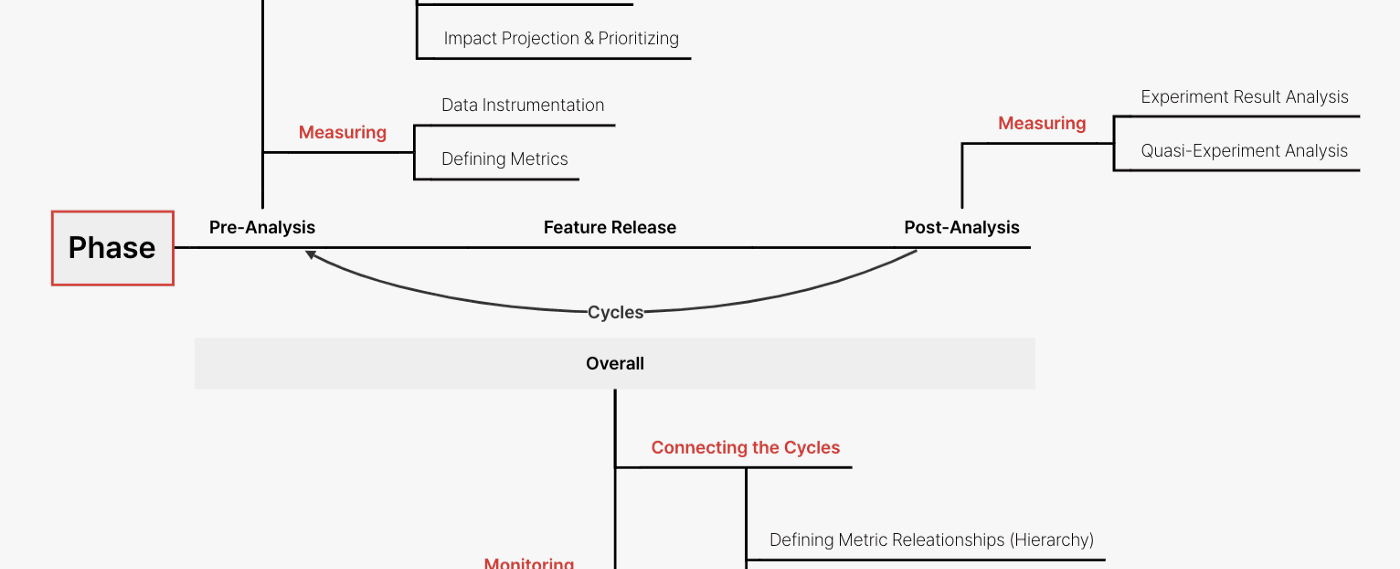 Impact Projection & Prioritizing
Data Instrumentation
Measuring
Defining Metrics
Experiment Result Analysis
Measuring
Quasi-Experiment Analysis
Phase
Pre-Analysis
Feature Release
Post-Analysis
Cycles
Overall
Connecting the Cycles
Defining Metric Releationships (Hierarchy)
Monitoring